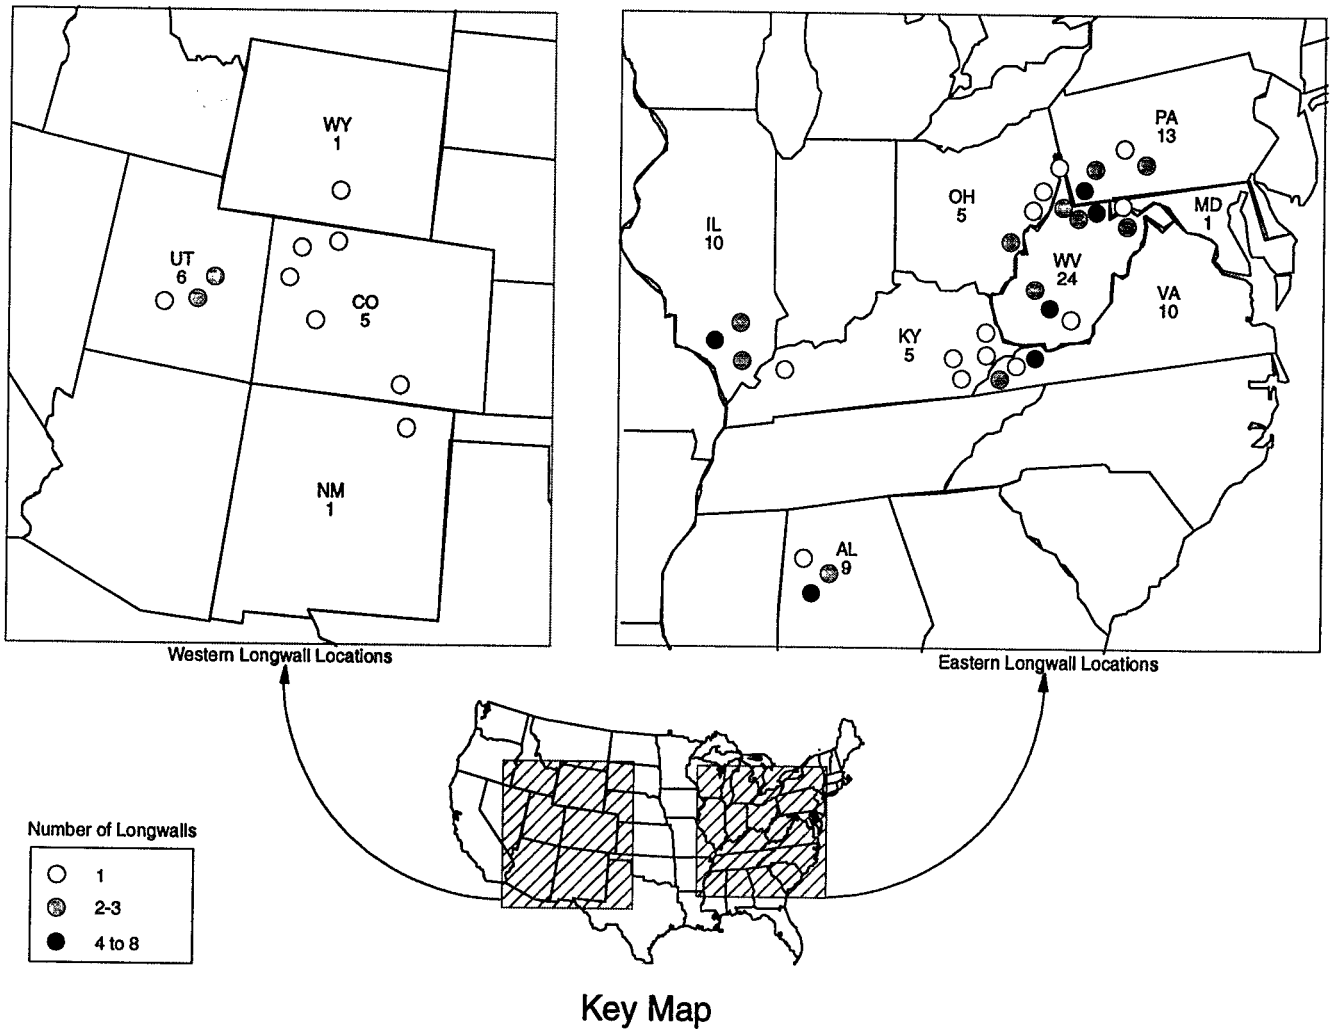 WY
1
UT
6
CO
5
NM
1
Western Longwall Locations
PA
13
OH
5
MD
1
IL
10
WV
24
VA
10
KY
5
AL
9
Eastern Longwall Locations
Number of Longwalls
1
2-3
4 to 8
Key Map